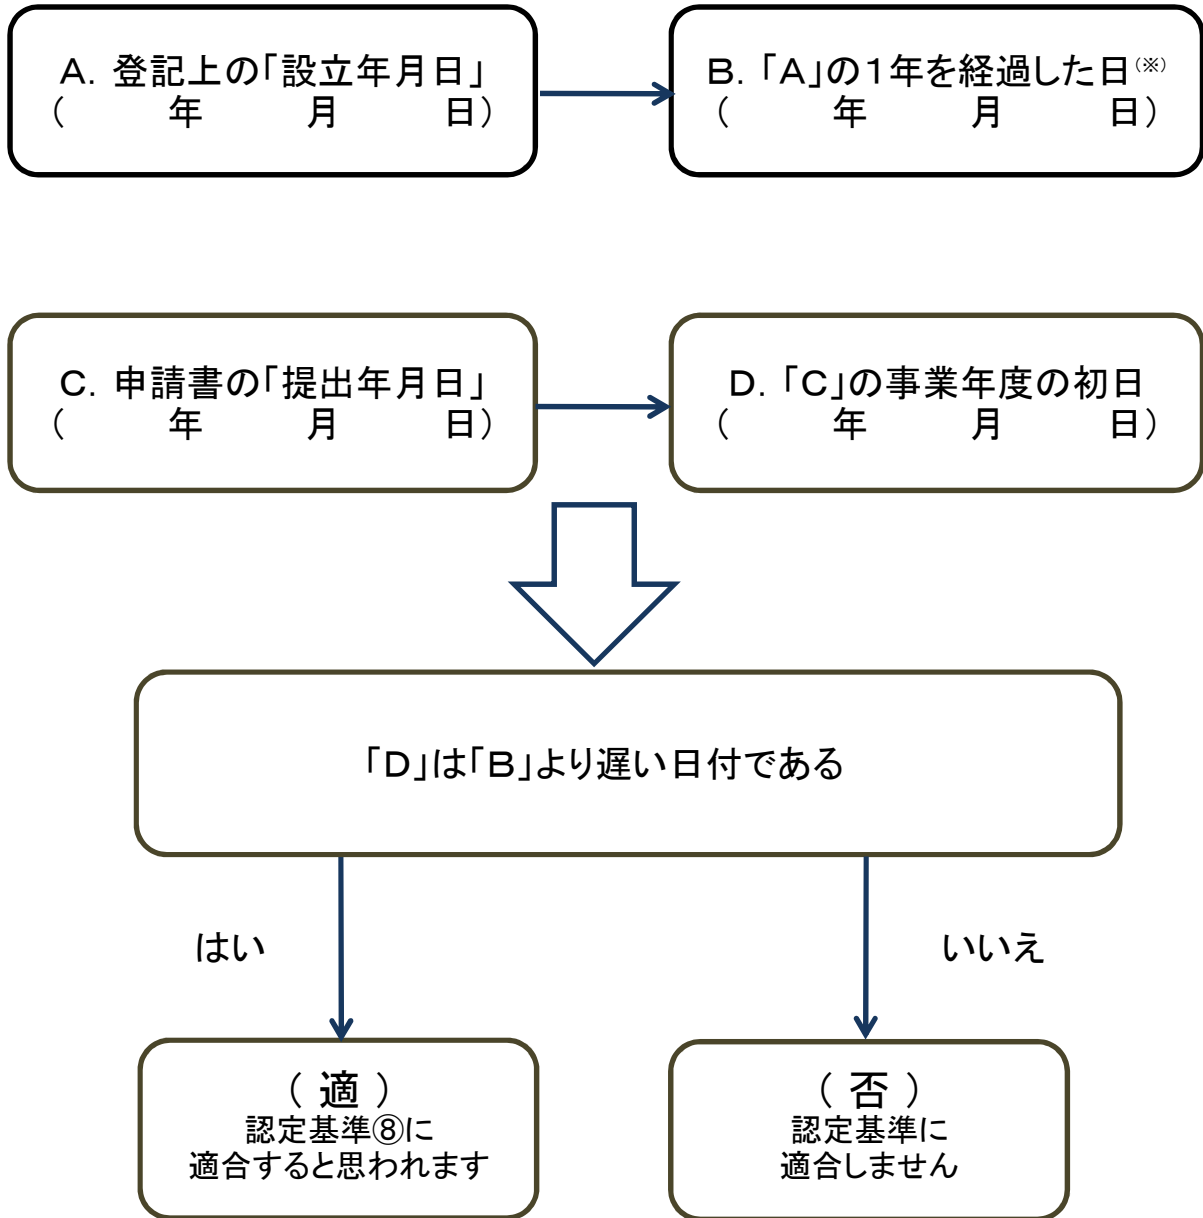 A. 登記上の「設立年月日」
（　　　年　　　月　　　日）
B. 「A」の１年を経過した日(※)
（　　　年　　　月　　　日）
C. 申請書の「提出年月日」
（　　　年　　　月　　　日）
D. 「C」の事業年度の初日
（　　　年　　　月　　　日）
「D」は「B」より遅い日付である
はい
いいえ
（ 適 ）
認定基準⑧に
適合すると思われます
（ 否 ）
認定基準に
適合しません